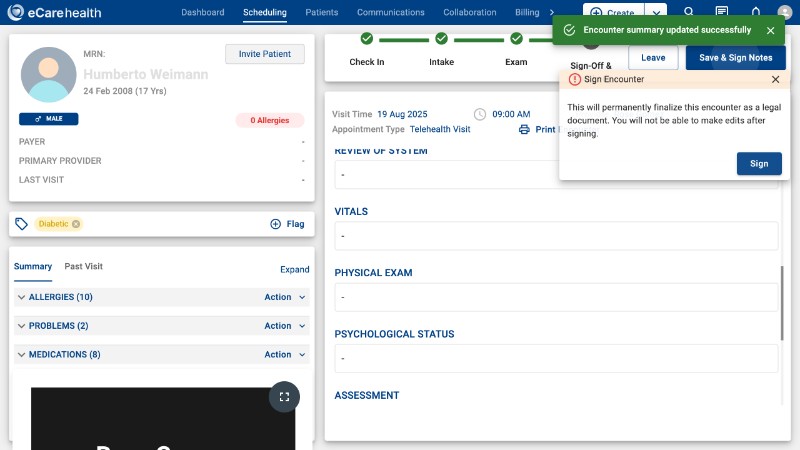 eCarehealth
Dashboard
Scheduling
Patients
Communications
Collaboration
Billing
Create
Encounter summary updated successfully
MRN:
Humberto Weimann
24 Feb 2008 (17 Yrs)
Invite Patient
MALE
0 Allergies
PAYER
-
PRIMARY PROVIDER
-
LAST VISIT
-
Diabetic
Flag
Summary
Past Visit
Expand
ALLERGIES (10)
Action
PROBLEMS (2)
Action
MEDICATIONS (8)
Action
Check In
Intake
Exam
Sign-Off &
Leave
Save & Sign Notes
Sign Encounter
This will permanently finalize this encounter as a legal
document. You will not be able to make edits after
signing.
Sign
Visit Time 19 Aug 2025
09:00 AM
Appointment Type Telehealth Visit
Print
REVIEW OF SYSTEM
-
VITALS
-
PHYSICAL EXAM
-
PSYCHOLOGICAL STATUS
-
ASSESSMENT